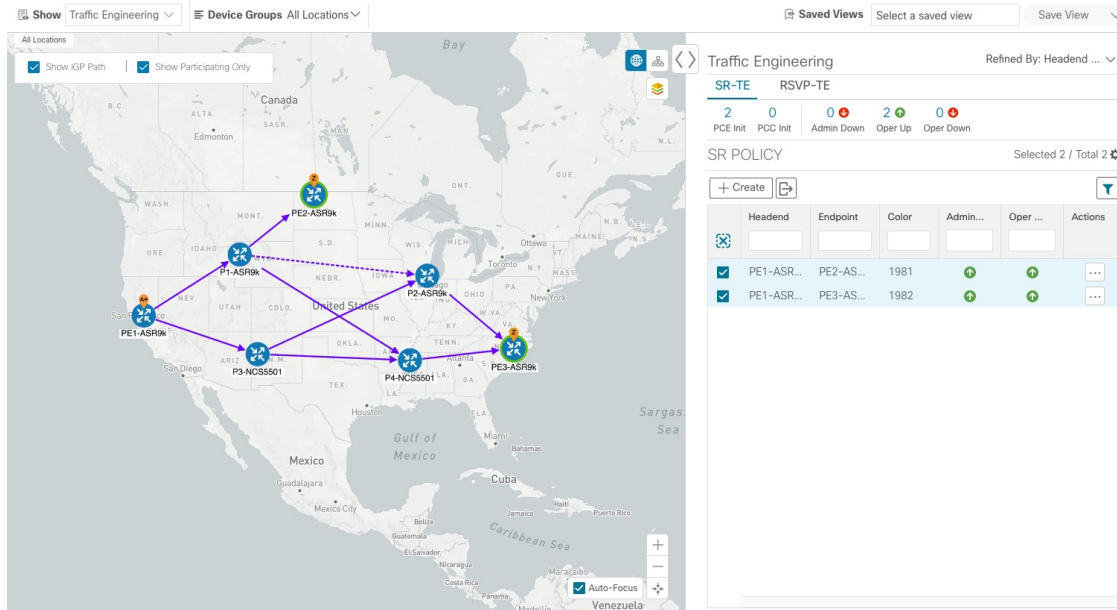 Show Traffic Engineering Device Groups All Locations Saved Views Select a saved view Save View
All Locations
Show IGP Path Show Participating Only
Traffic Engineering Refined By: Headend ...
SR-TE RSVP-TE
2 0 0 2 0
PCE Init PCC Init Admin Down Oper Up Oper Down
SR POLICY Selected 2 / Total 2
+ Create
Headend Endpoint Color Admin... Oper ... Actions
PE1-ASR... PE2-AS... 1981 ...
PE1-ASR... PE3-AS... 1982 ...
Bay
Canada
B.C.
ALTA.
SASK.
MAN.
N.L.
Edmonton
QUE.
ONT.
Z
PE2-ASR9k
WASH.
MONT.
MINN.
N.B.
N.S.
MAINE
Ottawa
ORE.
IDAHO
S.D.
WIS.
MICH.
Toronto
N.Y.
VT.
MASS.
P1-ASR9k
NEBR.
IOWA
P2-ASR9k
OHIO
PA.
New York
A+
NEV.
UTAH
COLO.
United States
MO.
IND.
W.VA.
VA.
KY.
PE1-ASR9k
OKLA.
TENN.
Z
ARIZ.
N.M.
Atlanta
PE3-ASR9k
San Diego
P3-NCS5501
P4-NCS5501
GA.
TEX.
LA.
Houston
FLA.
Sargas
Sea
Gulf of
Mexico
Miami
Bahamas
Mexico
Cuba
Guadalajara
Mexico City
Haiti
Jamaica
Puerto Rico
Belize
Guatemala
Caribbean Sea
El Salvador
Nicaragua
Costa Rica
Maracaibo
Panama
Auto-Focus
Medellín
Venezuela